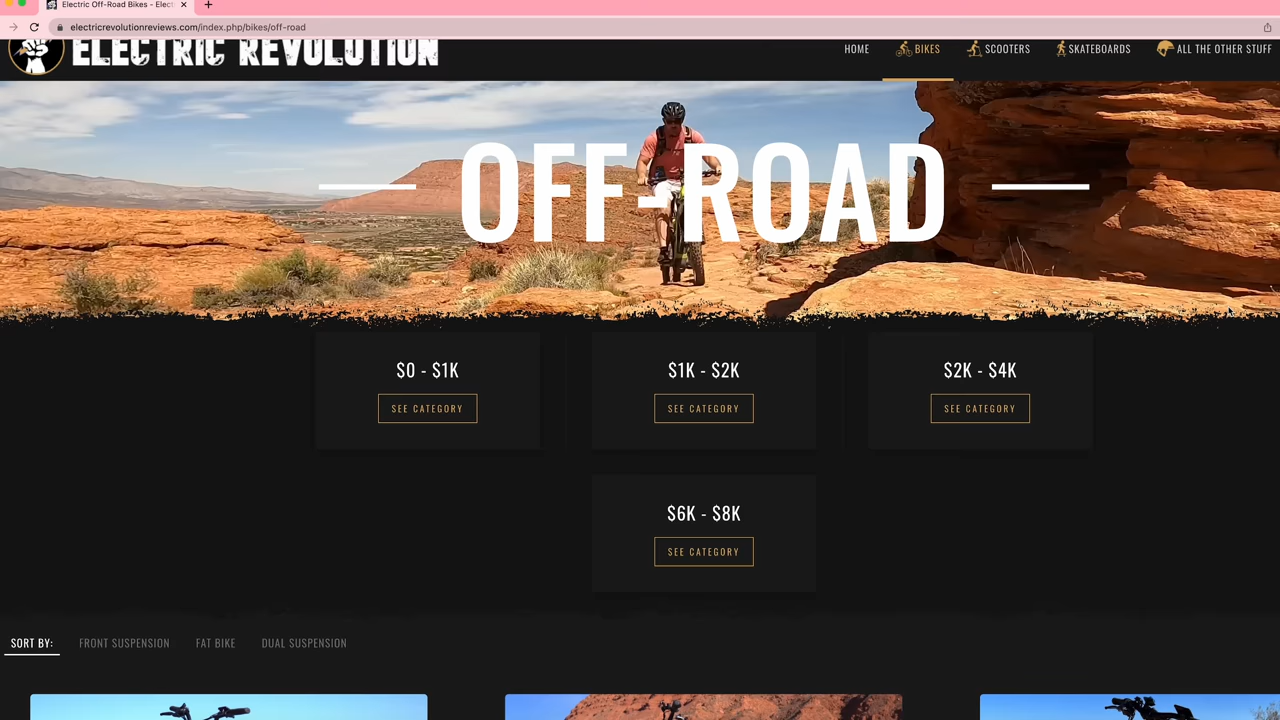 Electric Off-Road Bikes - Elect
electricrevolutionreviews.com/index.php/bikes/off-road
ELECTRIC REVOLUTION
HOME
BIKES
SCOOTERS
SKATEBOARDS
ALL THE OTHER STUFF
OFF-ROAD
$0 - $1K
$1K - $2K
$2K - $4K
SEE CATEGORY
SEE CATEGORY
SEE CATEGORY
$6K - $8K
SEE CATEGORY
SORT BY:
FRONT SUSPENSION
FAT BIKE
DUAL SUSPENSION